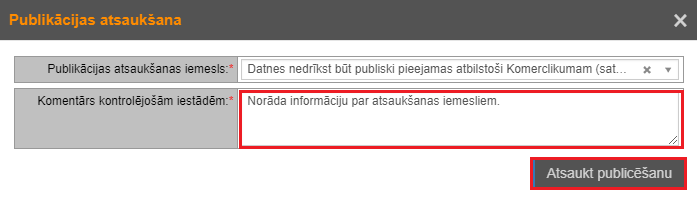 Publikācijas atsaukšana
Publikācijas atsaukšanas iemesls:* Datnes nedrīkst būt publiski pieejamas atbilstoši Komerclikumam (sat...
Komentārs kontrolējošām iestādēm:* Norāda informāciju par atsaukšanas iemesliem.
Atsaukt publicēšanu